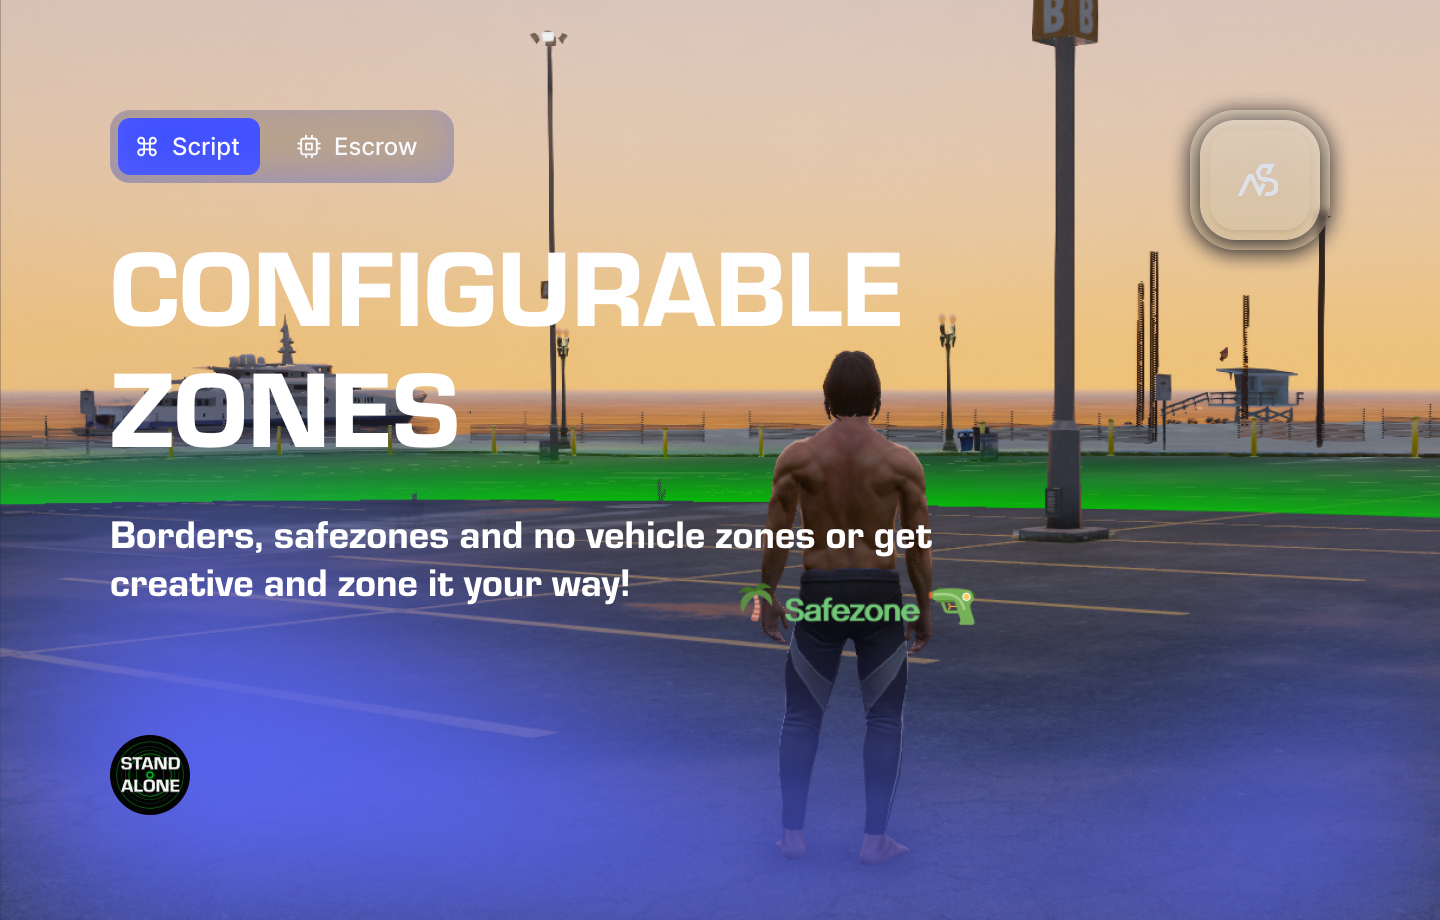 B B
Script
Escrow
AS
CONFIGURABLE
ZONES
Borders, safezones and no vehicle zones or get
creative and zone it your way!
Safezone
STAND
ALONE